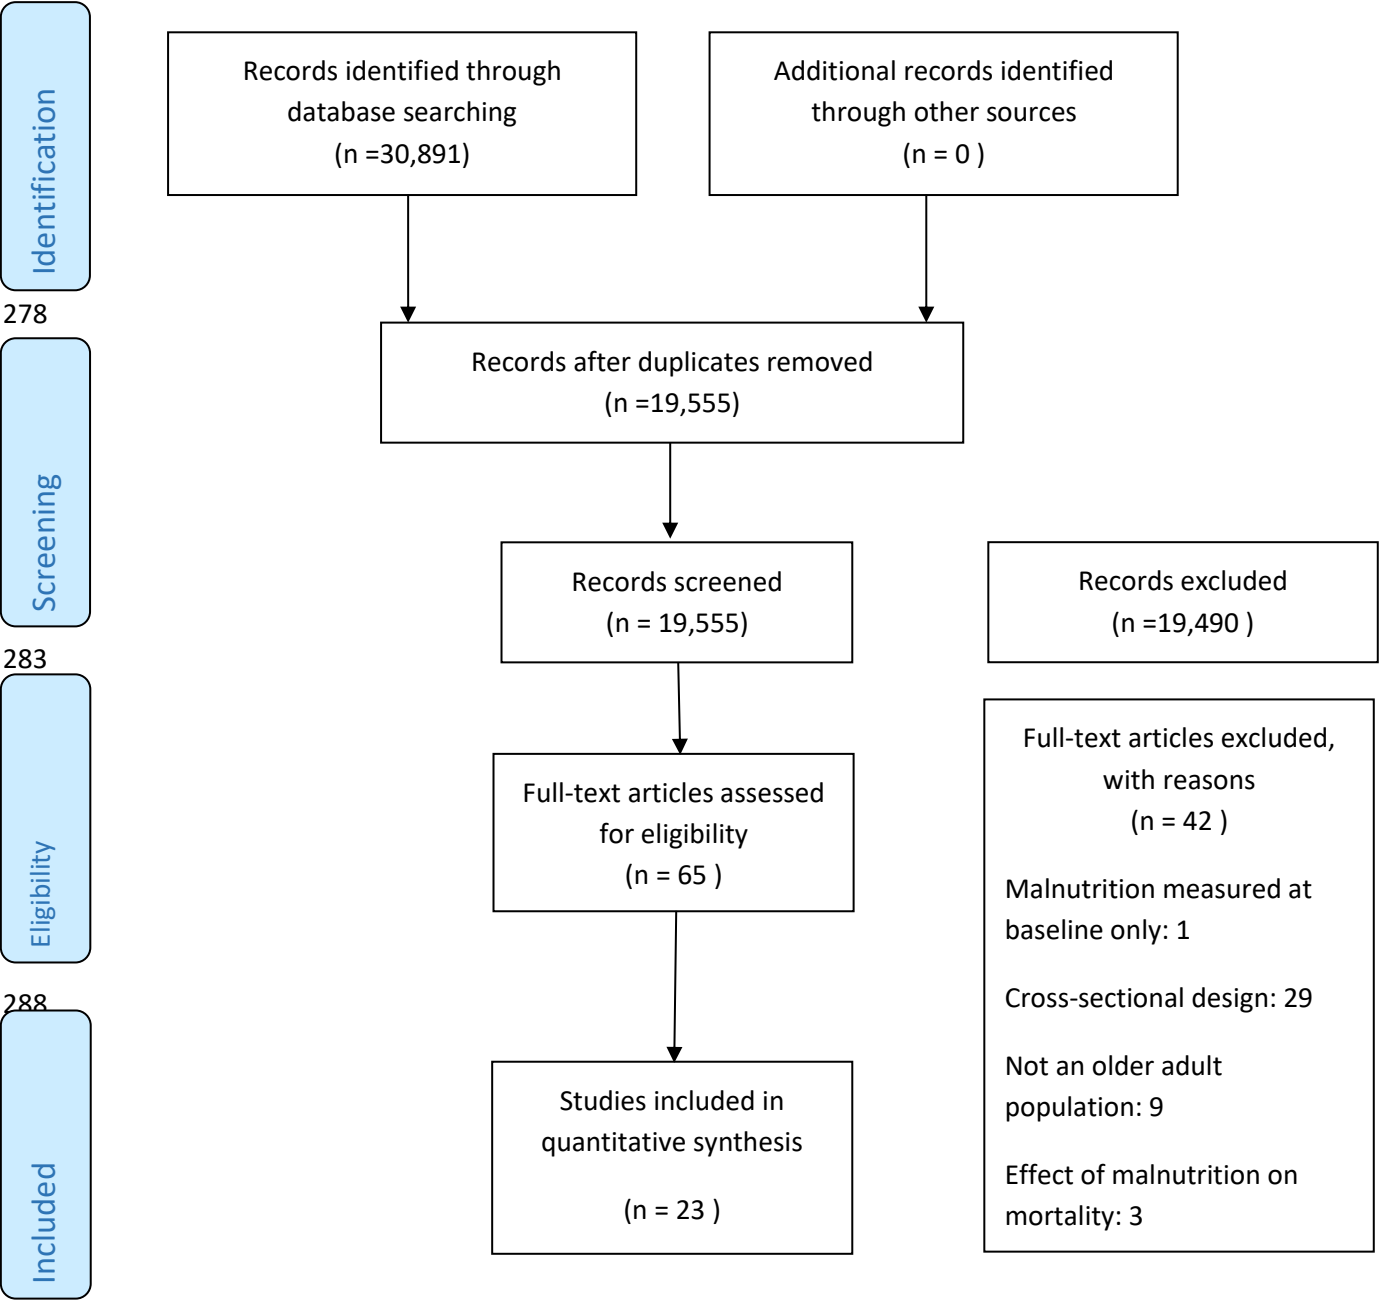 Identification
Records identified through
database searching
(n =30,891)
Additional records identified
through other sources
(n = 0 )
278
Records after duplicates removed
(n =19,555)
Screening
Records screened
(n = 19,555)
Records excluded
(n =19,490 )
283
Eligibility
Full-text articles assessed
for eligibility
(n = 65 )
Full-text articles excluded,
with reasons
(n = 42 )
Malnutrition measured at
baseline only: 1
Cross-sectional design: 29
Not an older adult
population: 9
Effect of malnutrition on
mortality: 3
288
Included
Studies included in
quantitative synthesis
(n = 23 )